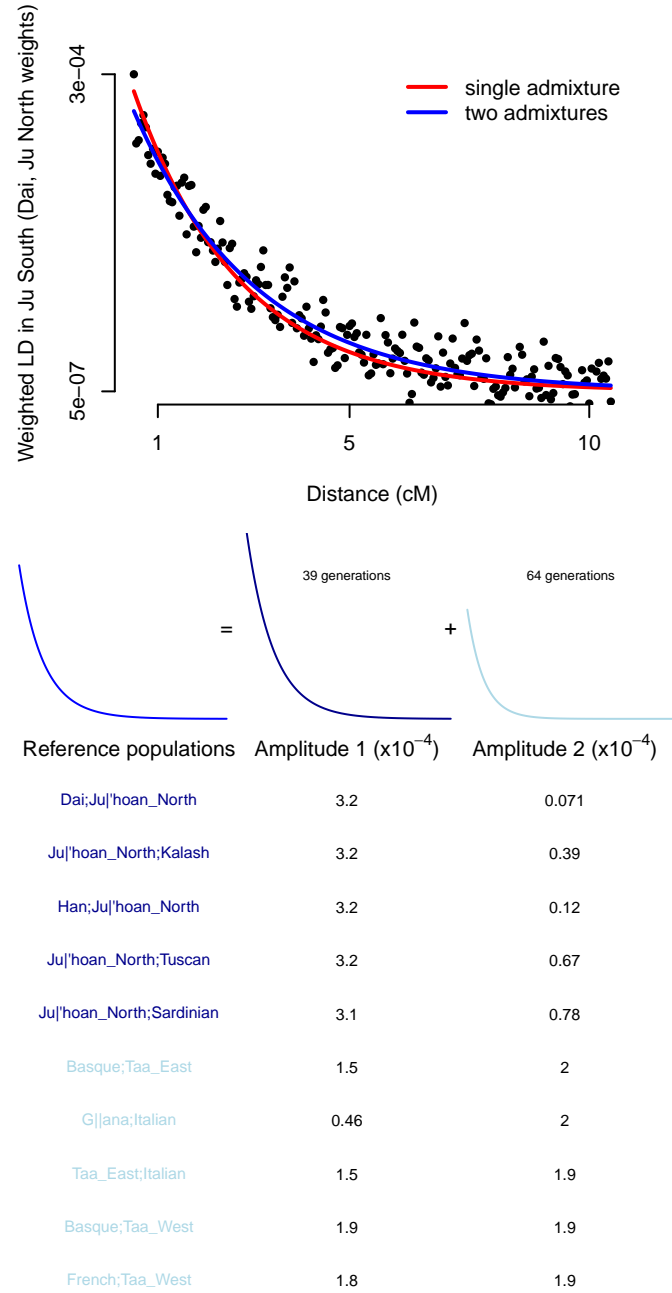 Weighted LD in Ju South (Dai, Ju North weights)
3e−04
5e−07
single admixture
two admixtures
1 5 10
Distance (cM)
39 generations 64 generations
= +
Reference populations Amplitude 1 (x10−4) Amplitude 2 (x10−4)
Dai;Ju|'hoan_North 3.2 0.071
Ju|'hoan_North;Kalash 3.2 0.39
Han;Ju|'hoan_North 3.2 0.12
Ju|'hoan_North;Tuscan 3.2 0.67
Ju|'hoan_North;Sardinian 3.1 0.78
Basque;Taa_East 1.5 2
G||ana;Italian 0.46 2
Taa_East;Italian 1.5 1.9
Basque;Taa_West 1.9 1.9
French;Taa_West 1.8 1.9